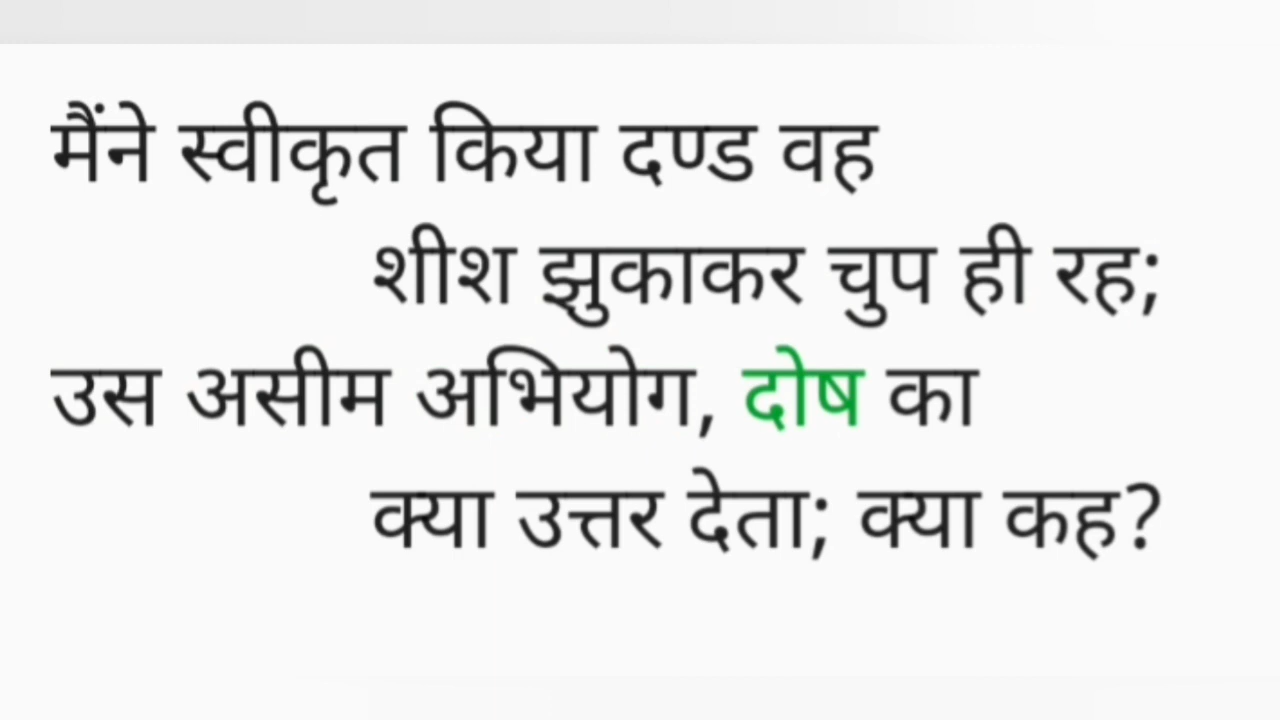 मैंने स्वीकृत किया दण्ड वह
शीश झुकाकर चुप ही रह;
उस असीम अभियोग, दोष का
क्या उत्तर देता; क्या कह?